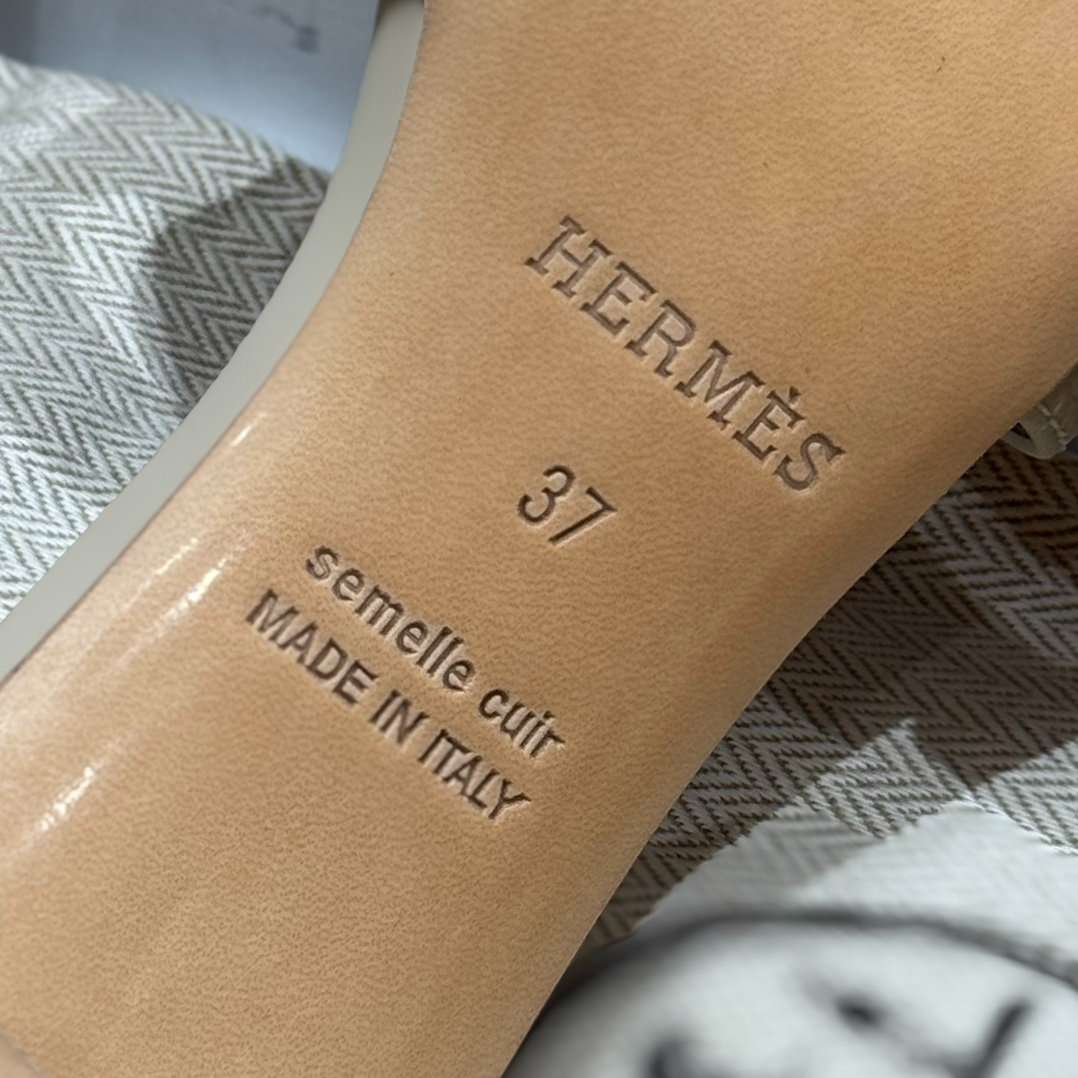 HERMÈS
37
semelle cuir
MADE IN ITALY